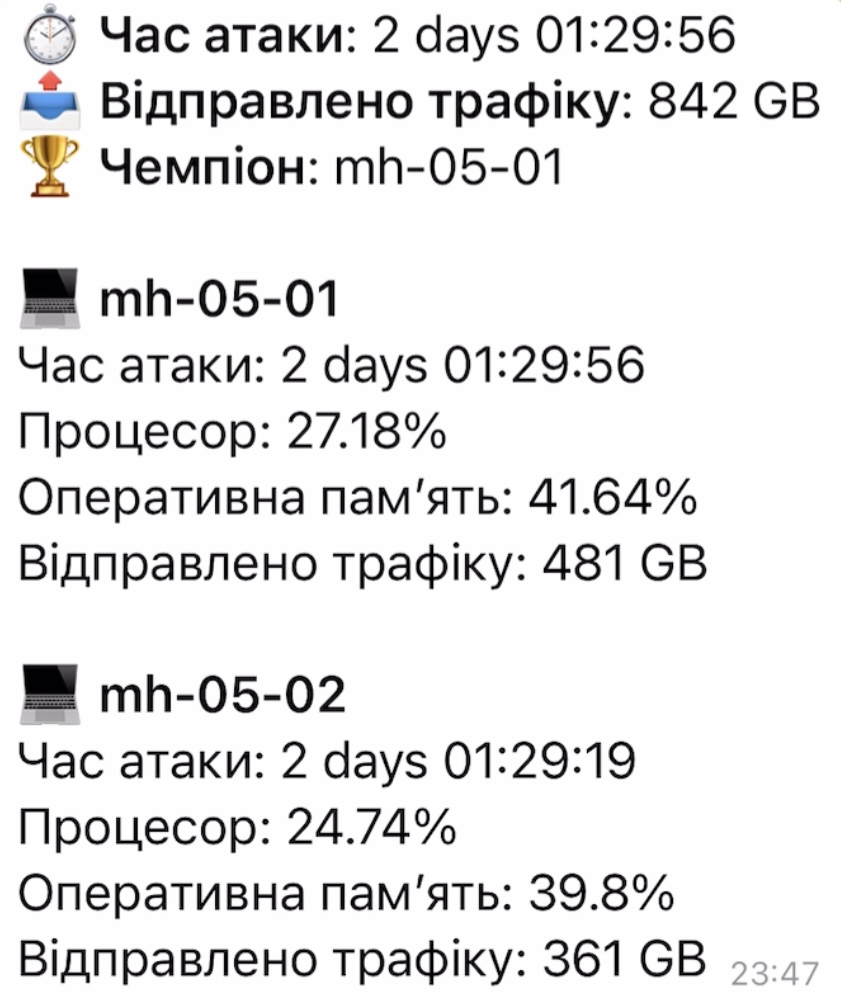 Час атаки: 2 days 01:29:56
Відправлено трафіку: 842 GB
Чемпіон: mh-05-01
mh-05-01
Час атаки: 2 days 01:29:56
Процесор: 27.18%
Оперативна пам’ять: 41.64%
Відправлено трафіку: 481 GB
mh-05-02
Час атаки: 2 days 01:29:19
Процесор: 24.74%
Оперативна пам’ять: 39.8%
Відправлено трафіку: 361 GB 23:47